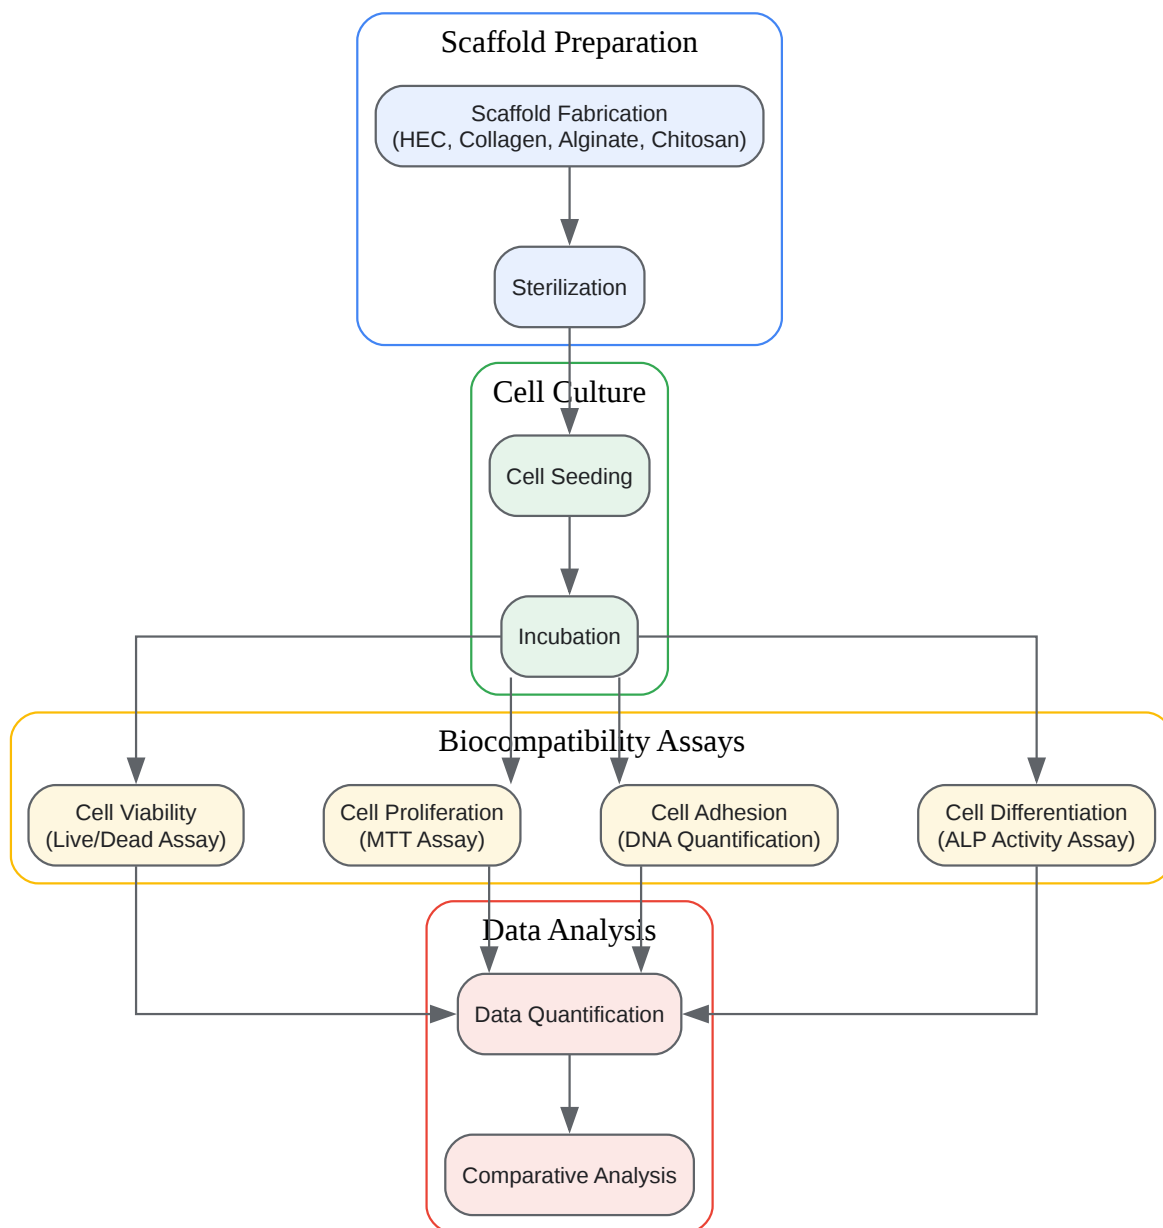 Scaffold Preparation
Scaffold Fabrication
(HEC, Collagen, Alginate, Chitosan)
Sterilization
Cell Culture
Cell Seeding
Incubation
Biocompatibility Assays
Cell Viability
(Live/Dead Assay)
Cell Proliferation
(MTT Assay)
Cell Adhesion
(DNA Quantification)
Cell Differentiation
(ALP Activity Assay)
Data Analysis
Data Quantification
Comparative Analysis